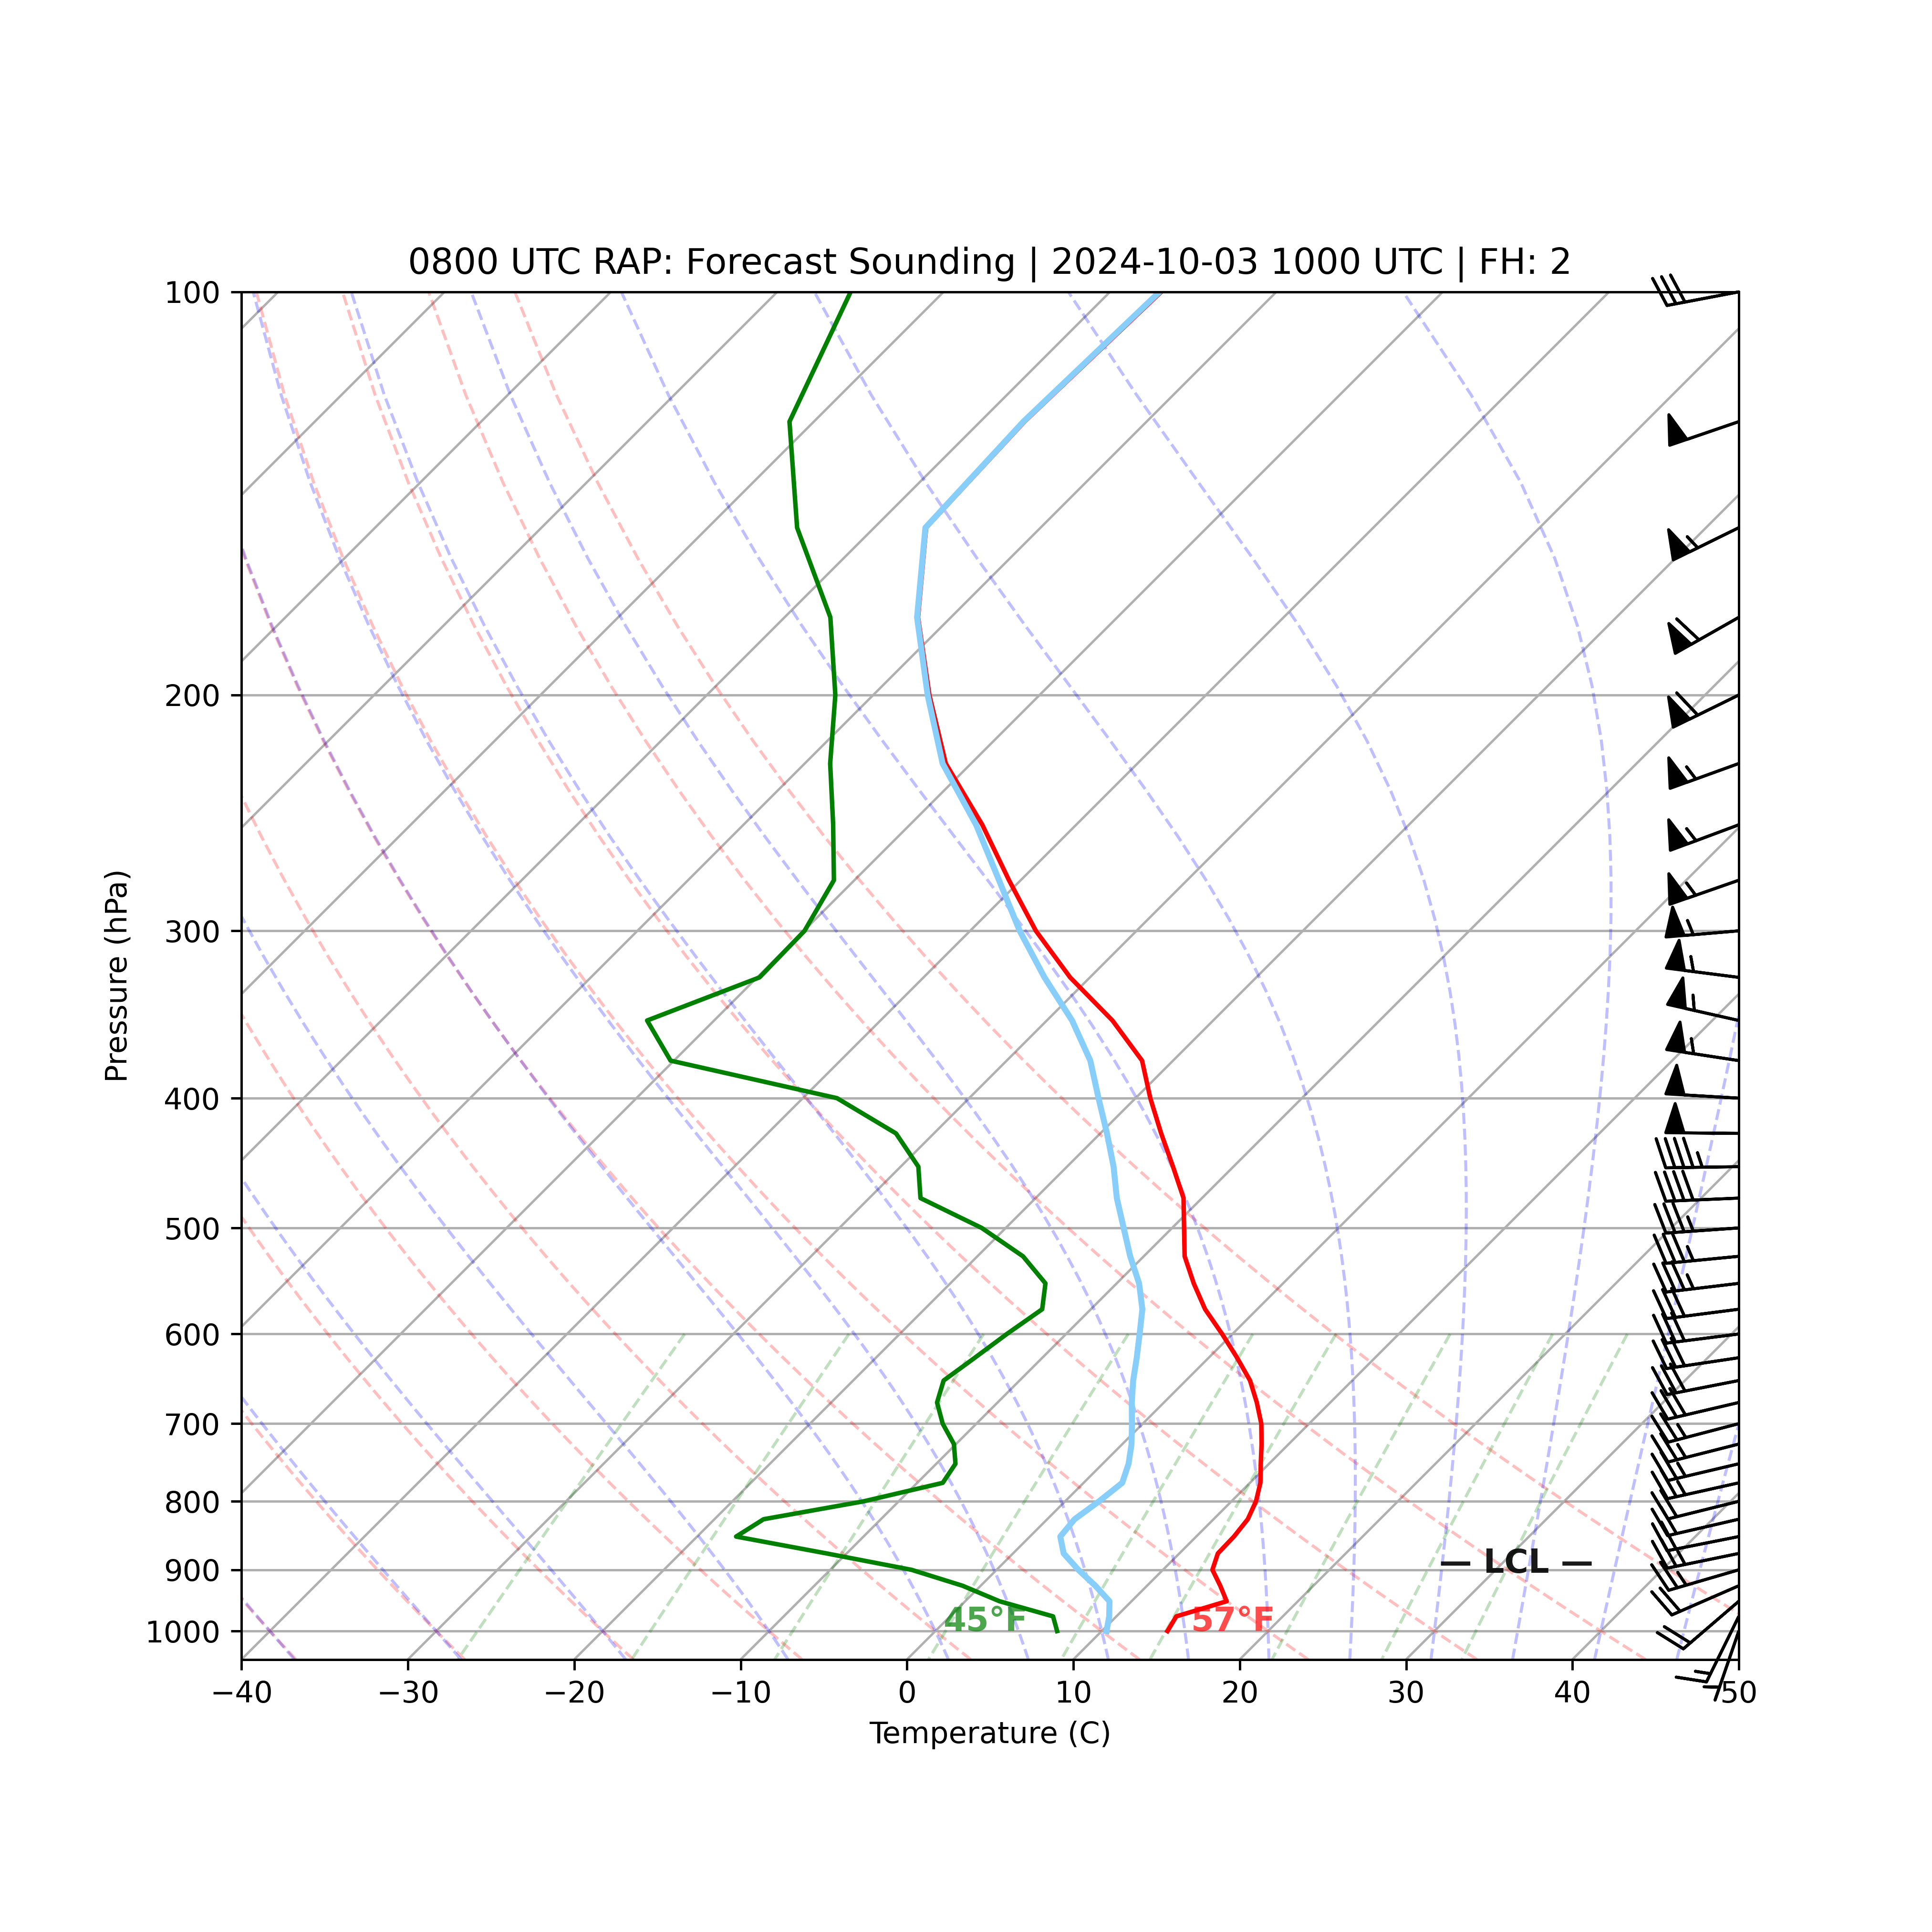 0800 UTC RAP: Forecast Sounding | 2024-10-03 1000 UTC | FH: 2
100
200
300
400
500
600
700
800
900
1000
Pressure (hPa)
— LCL —
45°F
57°F
−40 −30 −20 −10 0 10 20 30 40 50
Temperature (C)